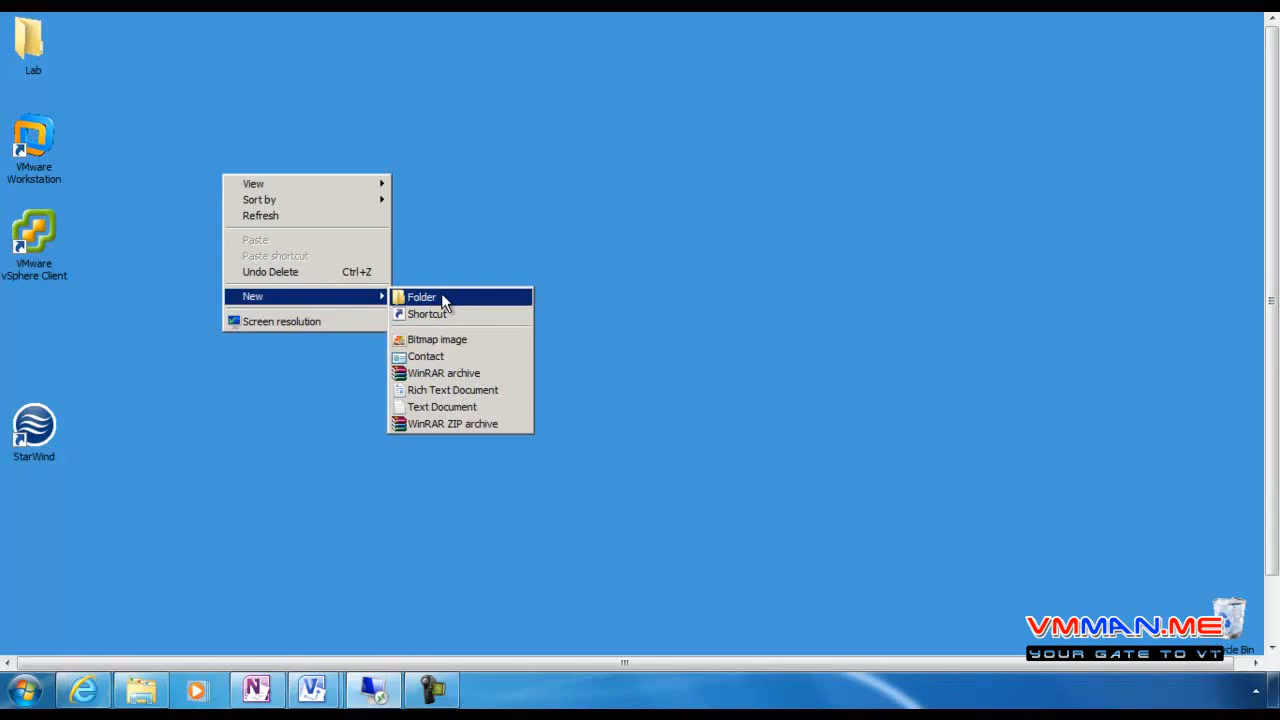 Lab
VMware
Workstation
VMware
vSphere Client
StarWind
View
Sort by
Refresh
Paste
Paste shortcut
Undo Delete Ctrl+Z
New
Screen resolution
Folder
Shortcut
Bitmap image
Contact
WinRAR archive
Rich Text Document
Text Document
WinRAR ZIP archive
VMMAN.ME
YOUR GATE TO VT
Bin